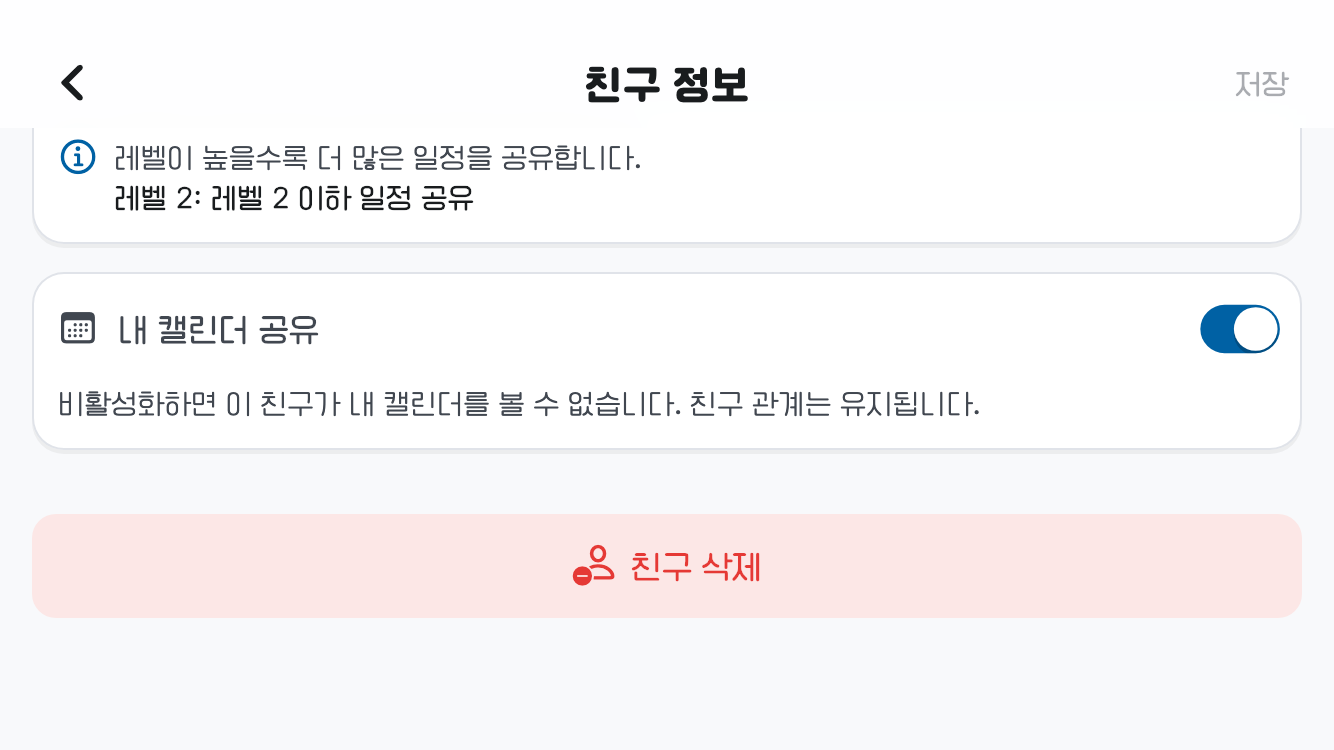 친구 정보
저장
레벨이 높을수록 더 많은 일정을 공유합니다.
레벨 2: 레벨 2 이하 일정 공유
내 캘린더 공유
비활성화하면 이 친구가 내 캘린더를 볼 수 없습니다. 친구 관계는 유지됩니다.
친구 삭제